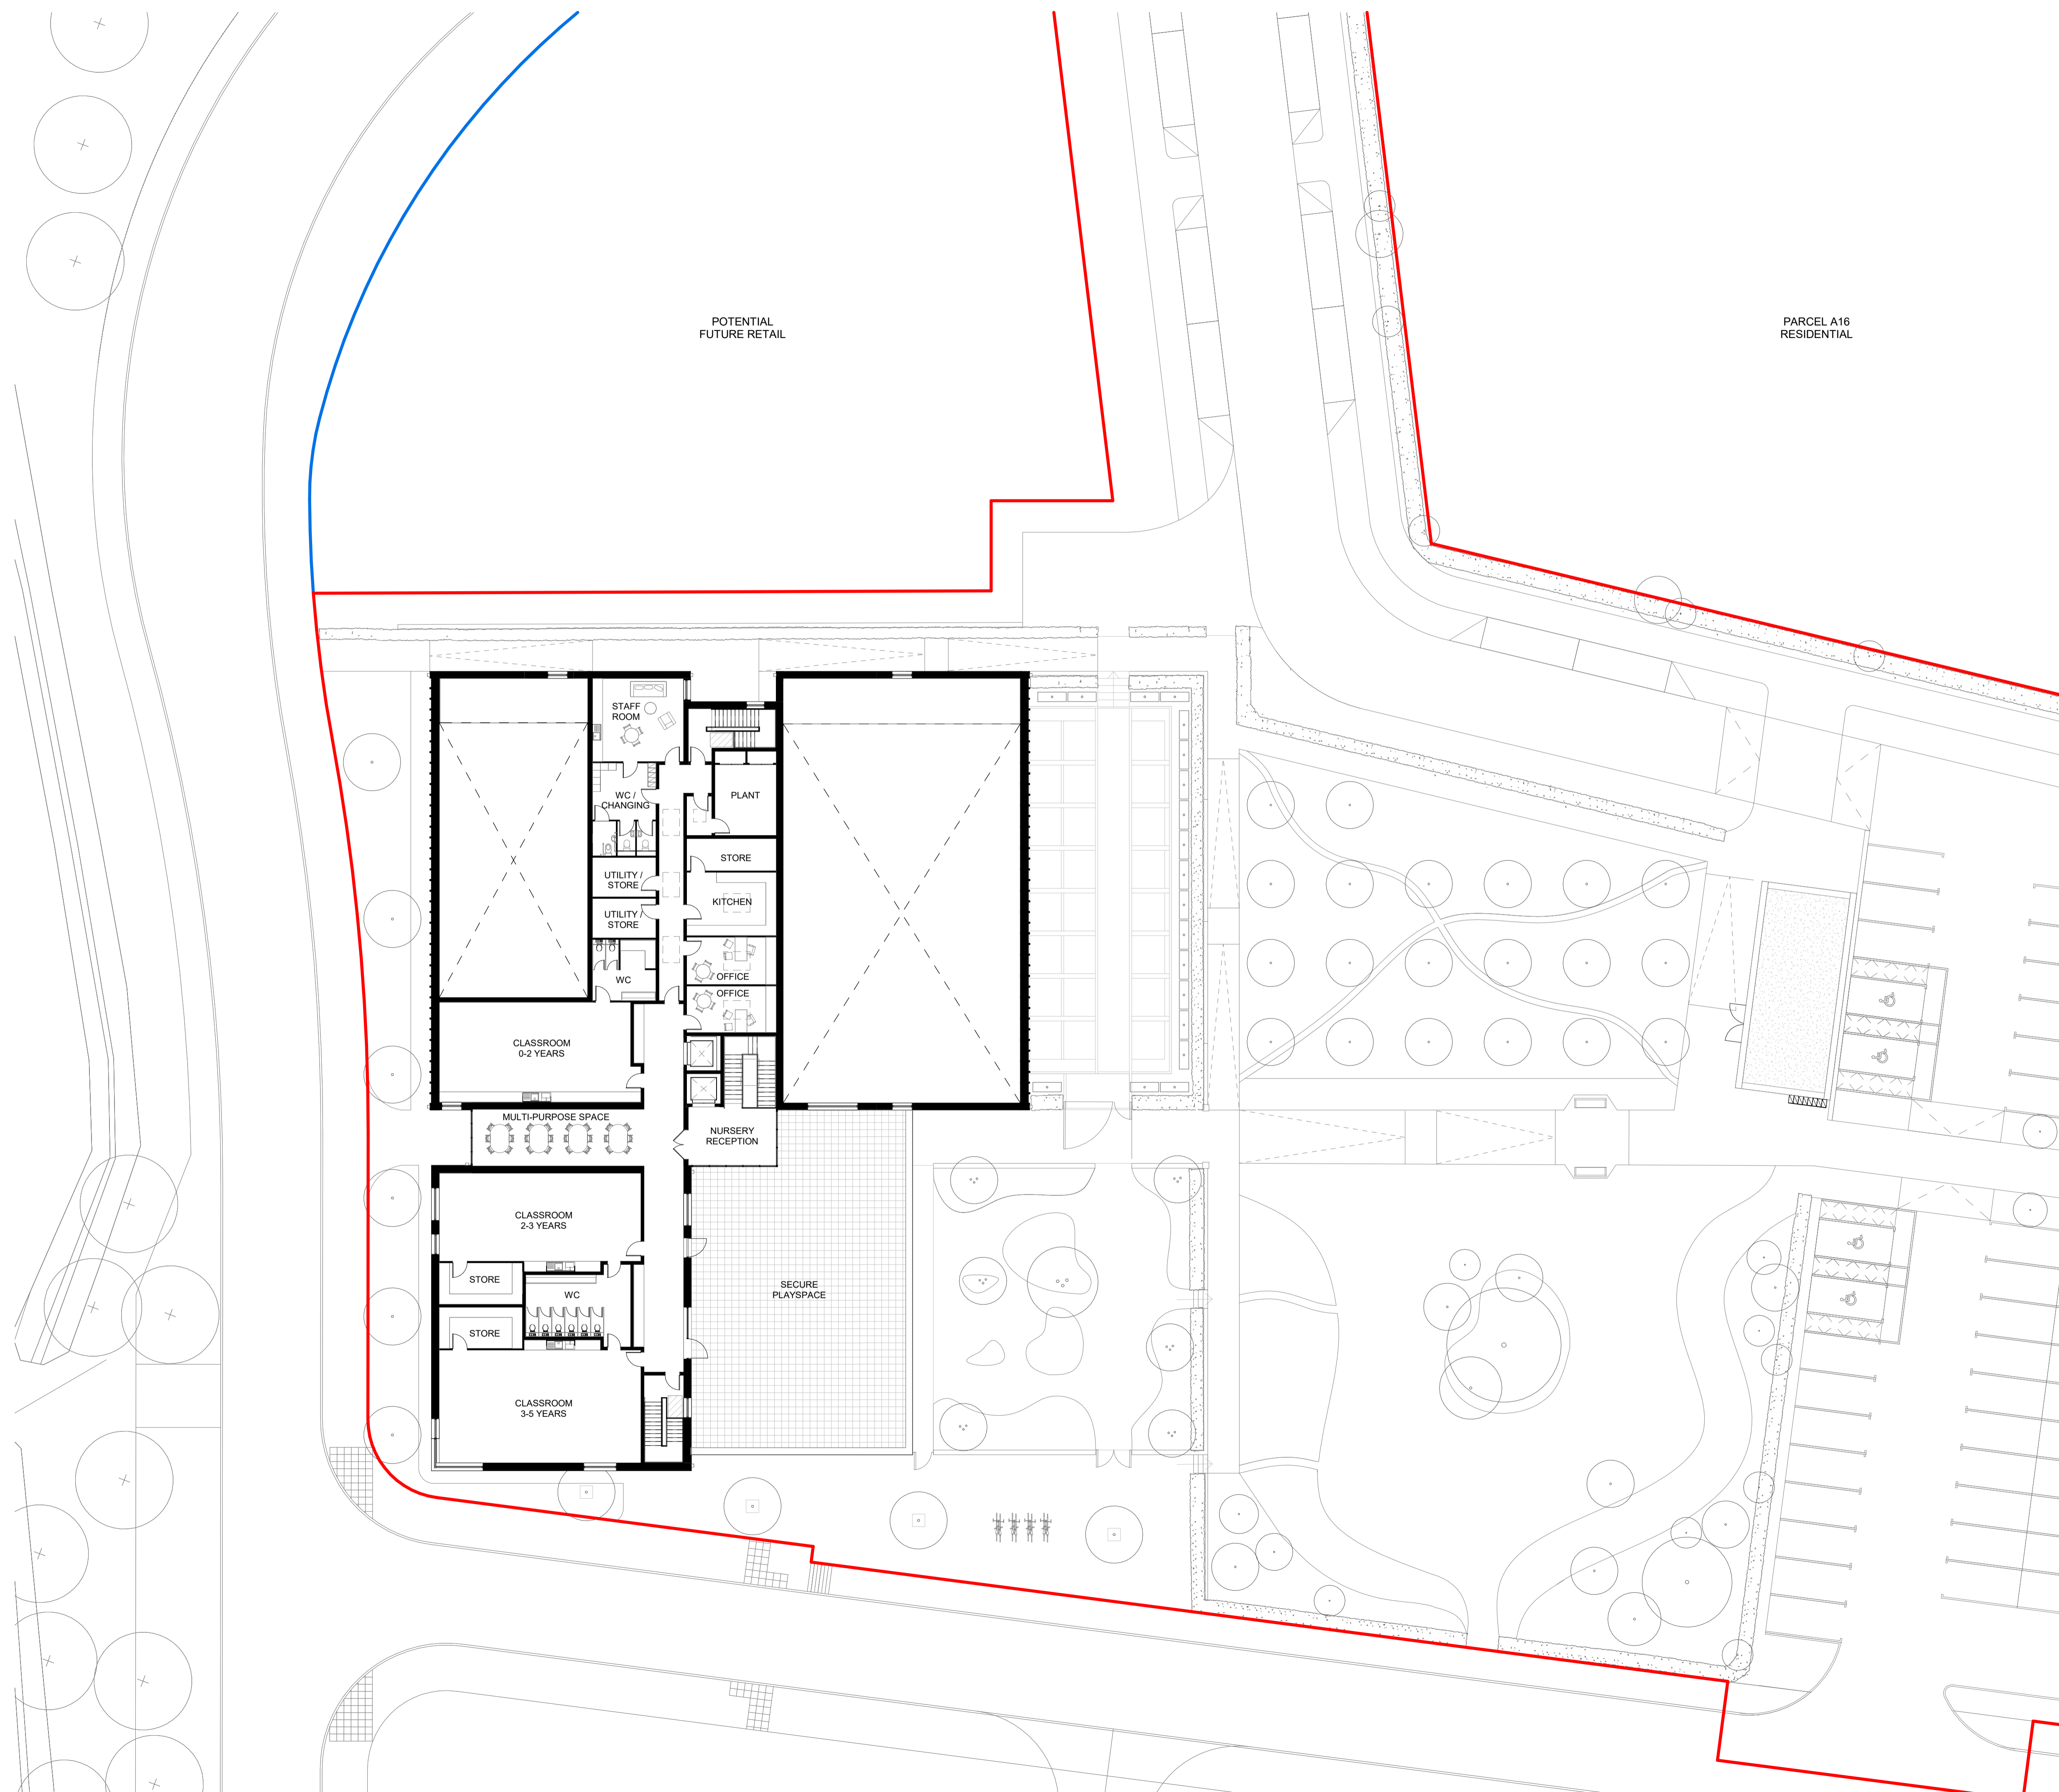 POTENTIAL
FUTURE RETAIL
PARCEL A16
RESIDENTIAL
STAFF
ROOM
WC /
CHANGING
PLANT
STORE
UTILITY /
STORE
KITCHEN
UTILITY /
STORE
WC
OFFICE
OFFICE
CLASSROOM
0-2 YEARS
MULTI-PURPOSE SPACE
NURSERY
RECEPTION
CLASSROOM
2-3 YEARS
STORE
WC
SECURE
PLAYSPACE
STORE
CLASSROOM
3-5 YEARS